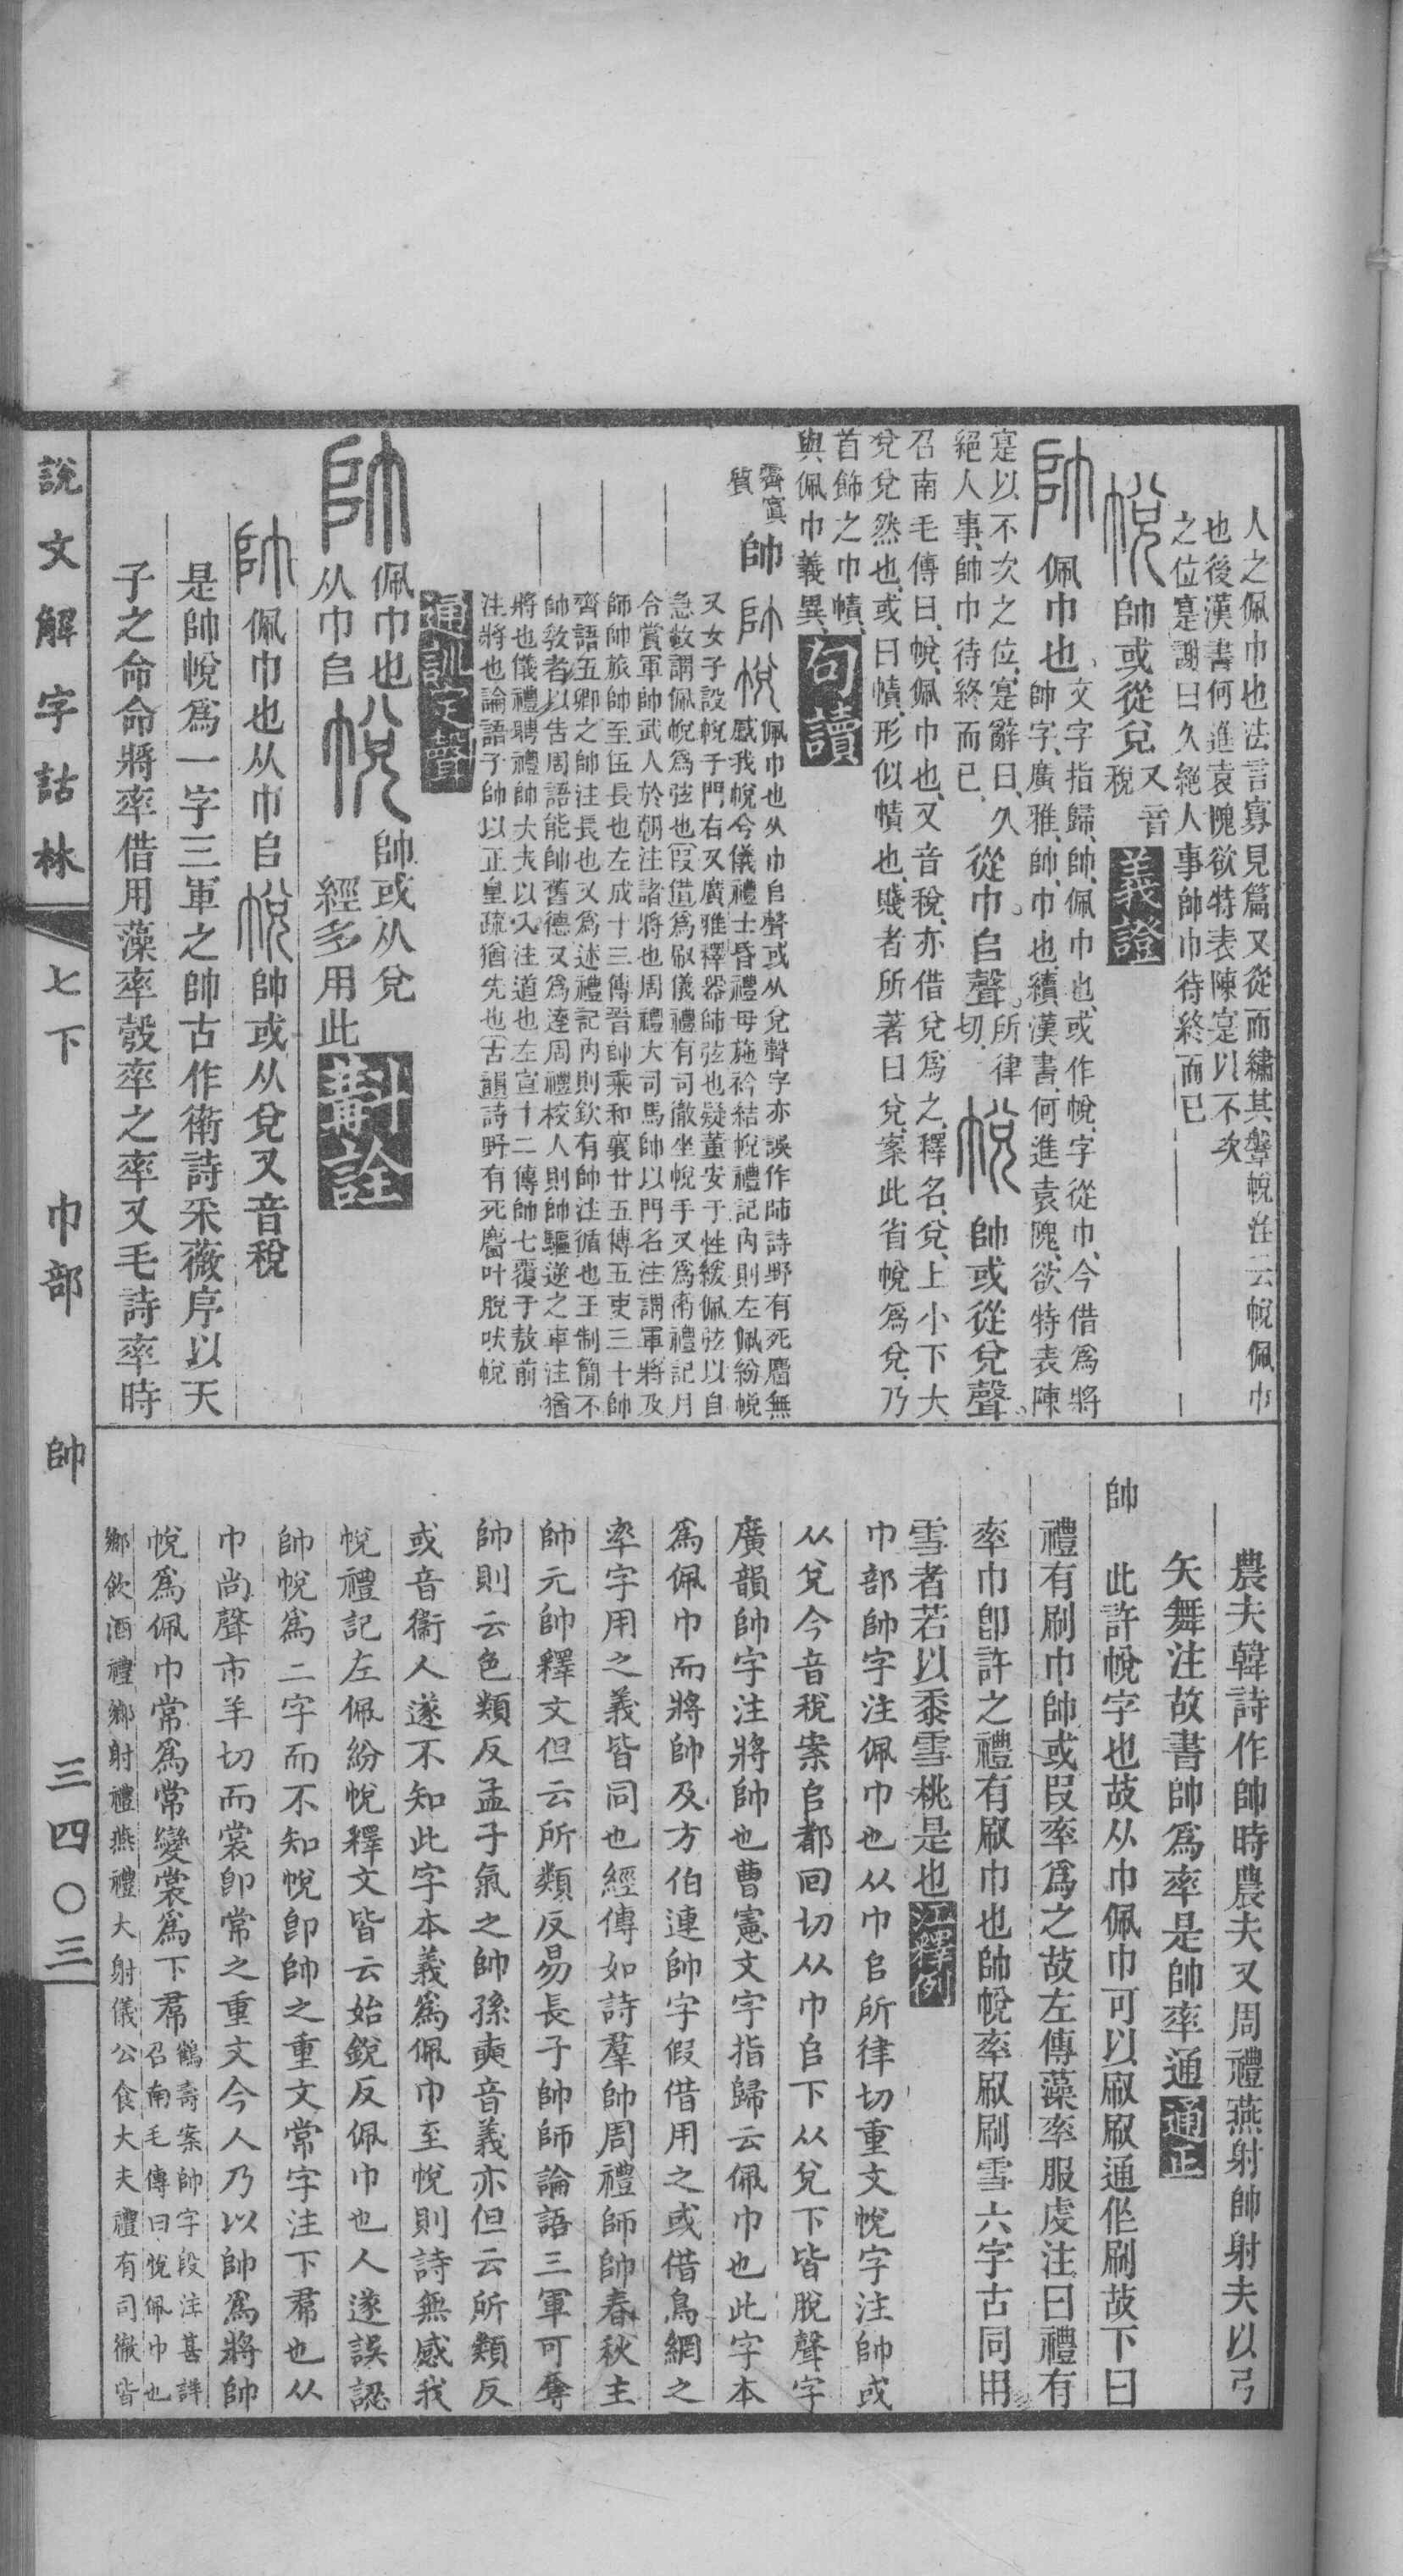 人之佩巾也法言寡見篇又從而繡其鞶帨注云帨佩巾
也後漢書何進袁隗欲特表陳寔以不次
之位寔謝曰久絕人事帥巾待終而已
帨帥或從兌又音稅義證
帥佩巾也文字指歸帥佩巾也或作帨字從巾今借為將
帥字廣雅帥巾也續漢書何進袁隗欲特表陳
寔以不次之位寔辭曰久
絕人事帥巾待終而已從巾𠂤聲所律切帨帥或從兌聲
召南毛傳曰帨佩巾也又音稅亦借兌為之釋名兌上小下大
兌兌然也或曰幘形似幘也賤者所著曰兌案此省帨為兌乃
首飾之巾幘
與佩巾義異句讀
齊寘質
帥
帥帨佩巾也从巾𠂤聲或从兌聲字亦誤作師詩野有死麕無
感我帨兮儀禮士昏禮母施衿結帨禮記內則左佩紛帨
又女子設帨于門右又廣雅釋器師弦也疑董安于性緩佩弦以自
急故謂佩帨為弦也叚借為㕞儀禮有司徹坐帨手又為𧗿禮記月
令賞軍帥武人於朝注諸將也周禮大司馬帥以門名注謂軍將及
師帥旅帥至伍長也左成十三傳晉帥乘和襄廿五傳五吏三十帥
齊語五鄉之帥注長也又為述禮記內則欽有帥注循也王制簡不
帥教者以告周語能帥舊德又為逵周禮校人則帥驅逆之車注猶
將也儀禮聘禮帥大夫以入注道也左宣十二傳帥七覆于敖前
注將也論語子帥以正皇疏猶先也古韻詩野有死麕叶脫吠帨
通訓定聲
帥佩巾也从巾𠂤帨帥或从兌經多用此斠詮
帥佩巾也从巾𠂤帨帥或从兌又音稅
是帥帨為一字三軍之帥古作𧗿詩采薇序以天
子之命命將率借用藻率彀率之率又毛詩率時
說文解字詁林 七下 巾部 帥 三四〇三
農夫韓詩作帥時農夫又周禮燕射帥射夫以弓
矢舞注故書帥為率是帥率通通正
帥
此許帨字也故从巾佩巾可以㕞㕞通作刷故下曰
禮有刷巾帥或叚率為之故左傳藻率服虔注曰禮有
率巾卽許之禮有㕞巾也帥帨率㕞刷雪六字古同用
雪者若以黍雪桃是也江釋例
巾部帥字注佩巾也从巾𠂤所律切重文帨字注帥或
从兌今音稅案𠂤都回切从巾𠂤下从兌下皆脫聲字
廣韻帥字注將帥也曹憲文字指歸云佩巾也此字本
為佩巾而將帥及方伯連帥字假借用之或借鳥網之
率字用之義皆同也經傳如詩羣帥周禮師帥春秋主
帥元帥釋文但云所類反易長子帥師論語三軍可奪
帥則云色類反孟子氣之帥孫奭音義亦但云所類反
或音衞人遂不知此字本義為佩巾至帨則詩無感我
帨禮記左佩紛帨釋文皆云始銳反佩巾也人遂誤認
帥帨為二字而不知帨卽帥之重文常字注下帬也从
巾尚聲市羊切而裳卽常之重文今人乃以帥為將帥
帨為佩巾常為常變裳為下帬鶴壽案帥字段注甚詳
召南毛傳曰帨佩巾也
鄉飲酒禮鄉射禮燕禮大射儀公食大夫禮有司徹皆